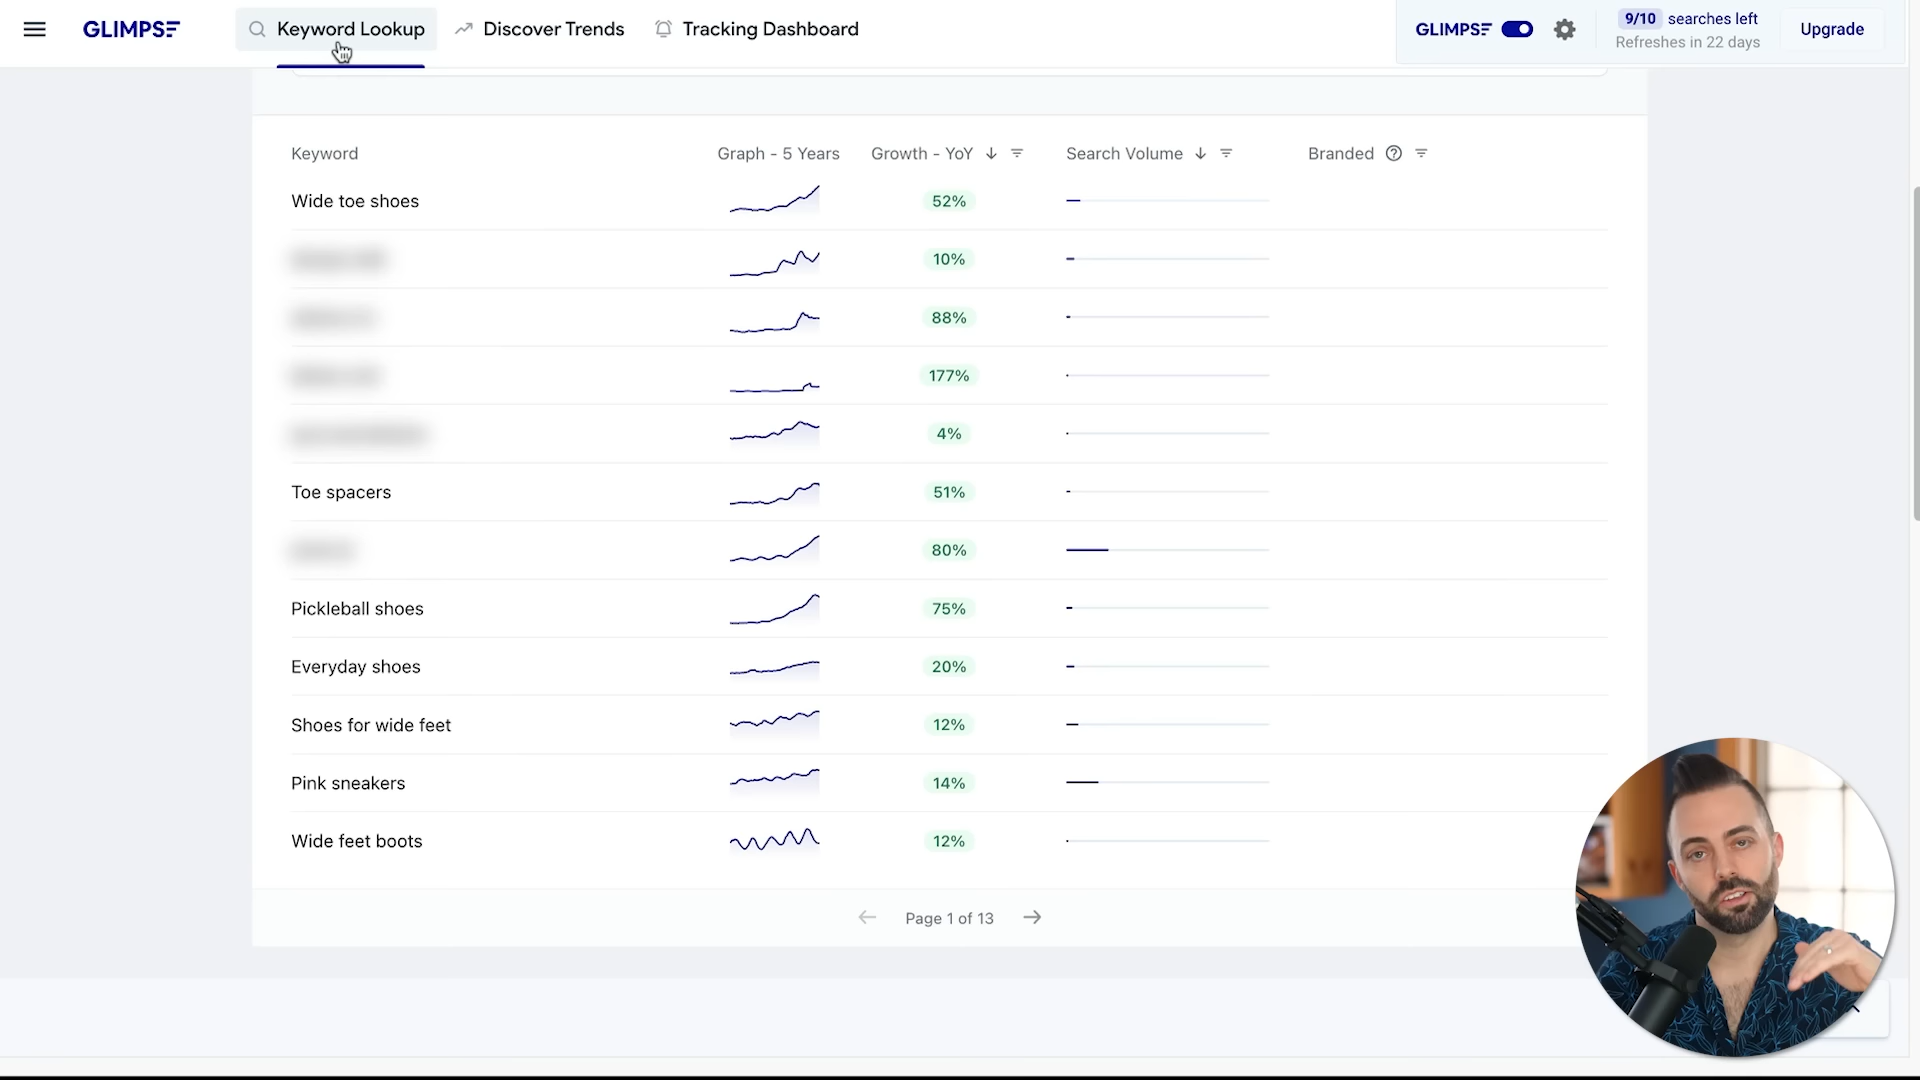 GLIMPSE
Keyword Lookup
Discover Trends
Tracking Dashboard
GLIMPSE
9/10 searches left
Refreshes in 22 days
Upgrade
Keyword
Graph - 5 Years
Growth - YoY
Search Volume
Branded
Wide toe shoes
52%
10%
88%
177%
4%
Toe spacers
51%
80%
Pickleball shoes
75%
Everyday shoes
20%
Shoes for wide feet
12%
Pink sneakers
14%
Wide feet boots
12%
Page 1 of 13